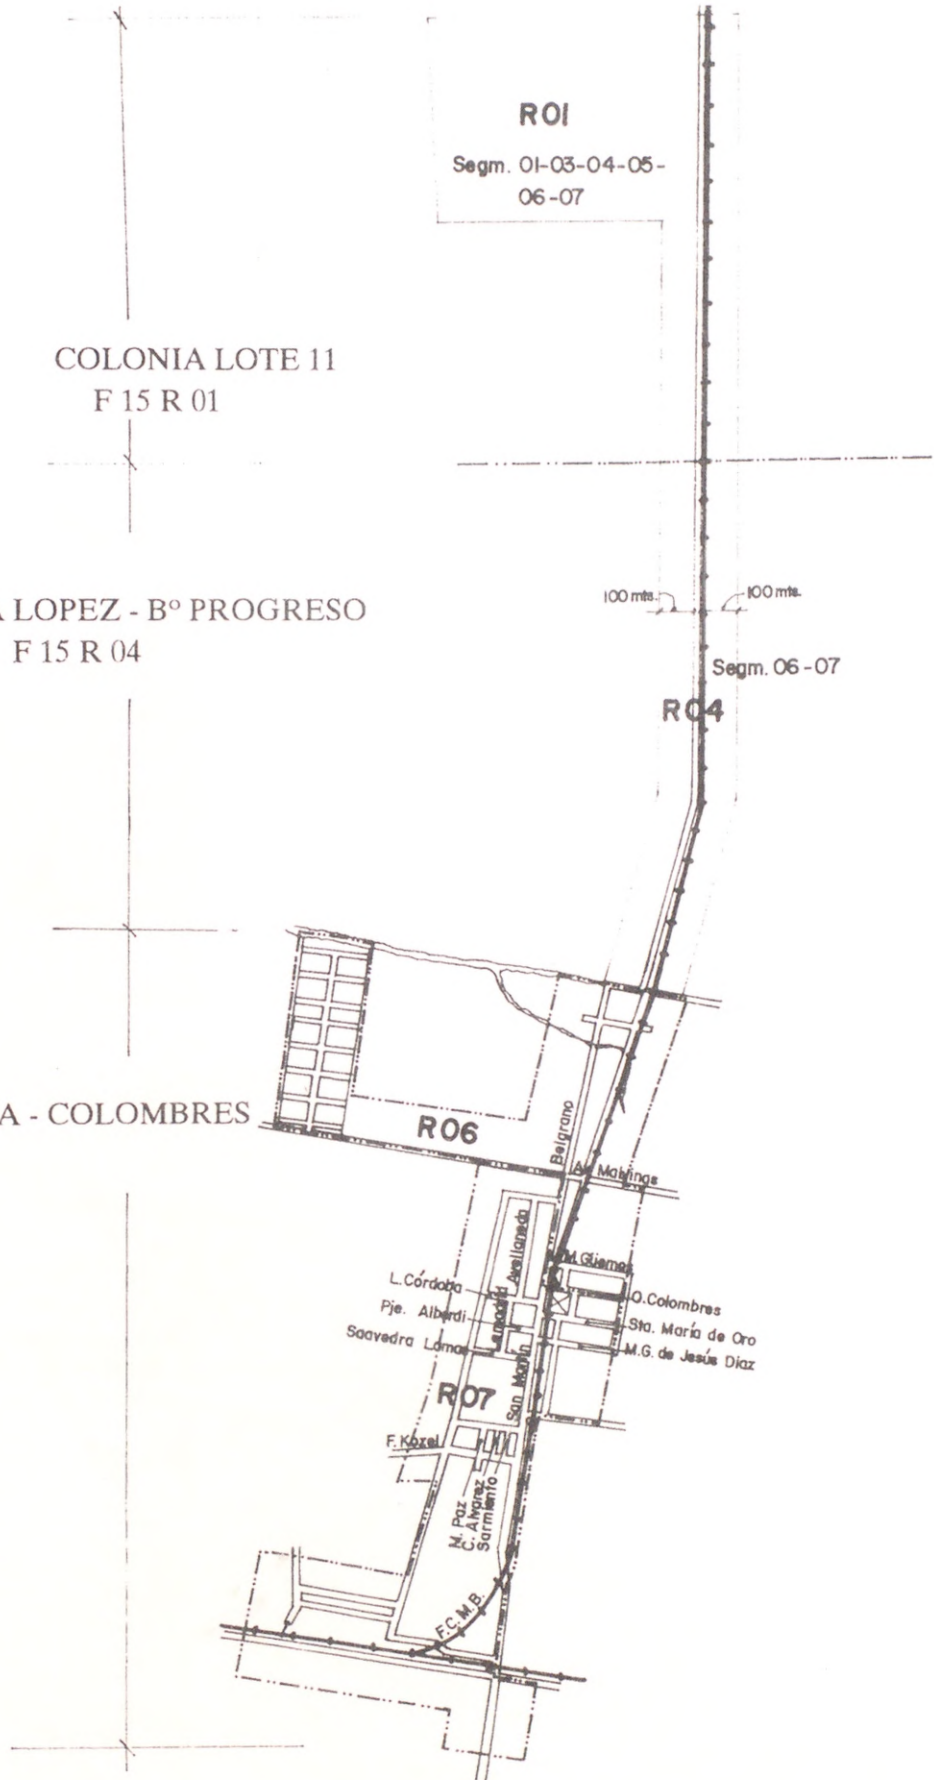 R01
Segm. 01-03-04-05-
06-07
COLONIA LOTE 11
F 15 R 01
100 mts.
100 mts.
A LOPEZ - Bº PROGRESO
F 15 R 04
Segm. 06-07
R04
A - COLOMBRES
R06
Belgrano
Av. Malvinas
Avellaneda
M. Güemes
L. Córdoba
O. Colombres
Pje. Alberdi
Lamadrid
Sta. María de Oro
Saavedra Lamas
M.G. de Jesús Díaz
San Martín
R07
F. Kozel
M. Paz
C. Alvarez
Sarmiento
F.C.M.B.